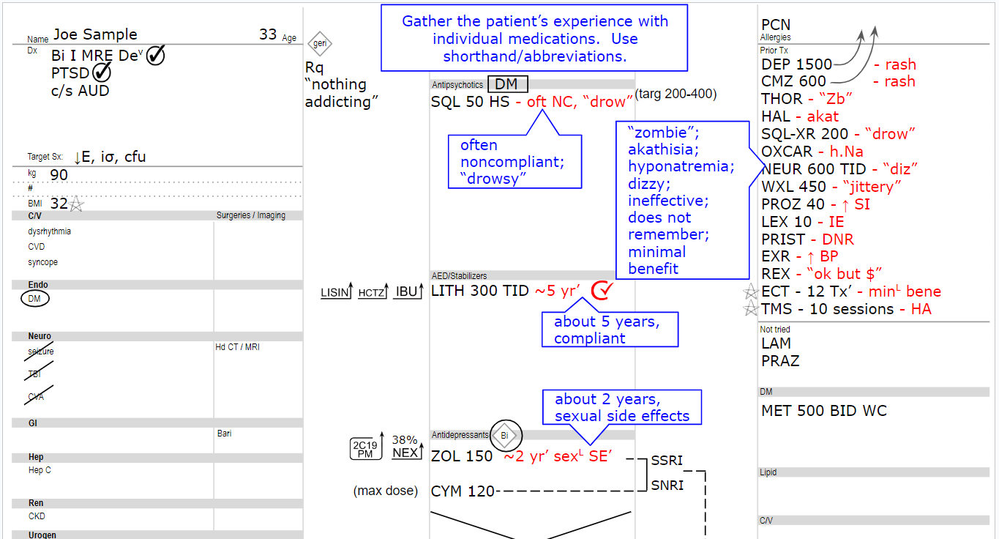 Name Joe Sample 33 Age
Dx Bi I MRE Deᵛ
PTSD
c/s AUD
Target Sx: ↓E, iσ, cfu
kg 90
#
BMI 32
C/V Surgeries / Imaging
dysrhythmia
CVD
syncope
Endo
DM
Neuro
seizure Hd CT / MRI
TBI
CVA
GI
Bari
Hep
Hep C
Ren
CKD
Urogen
geri
Rq
“nothing
addicting”
Gather the patient’s experience with
individual medications. Use
shorthand/abbreviations.
Antipsychotics DM
SQL 50 HS - oft NC, “drow” (targ 200-400)
often
noncompliant;
“drowsy”
“zombie”;
akathisia;
hyponatremia;
dizzy;
ineffective;
does not
remember;
minimal
benefit
AED/Stabilizers
LISIN↑ HCTZ↑ IBU↑ LITH 300 TID ~5 yr’
about 5 years,
compliant
about 2 years,
sexual side effects
Antidepressants Bi
2C19
PM
38%
NEX↑
ZOL 150 ~2 yr’ sexᴸ SE’
SSRI
SNRI
(max dose) CYM 120
PCN
Allergies
Prior Tx
DEP 1500 - rash
CMZ 600 - rash
THOR - “Zb”
HAL - akat
SQL-XR 200 - “drow”
OXCAR - h.Na
NEUR 600 TID - “diz”
WXL 450 - “jittery”
PROZ 40 - ↑ SI
LEX 10 - IE
PRIST - DNR
EXR - ↑ BP
REX - “ok but $”
ECT - 12 Tx’ - minᴸ bene
TMS - 10 sessions - HA
Not tried
LAM
PRAZ
DM
MET 500 BID WC
Lipid
C/V